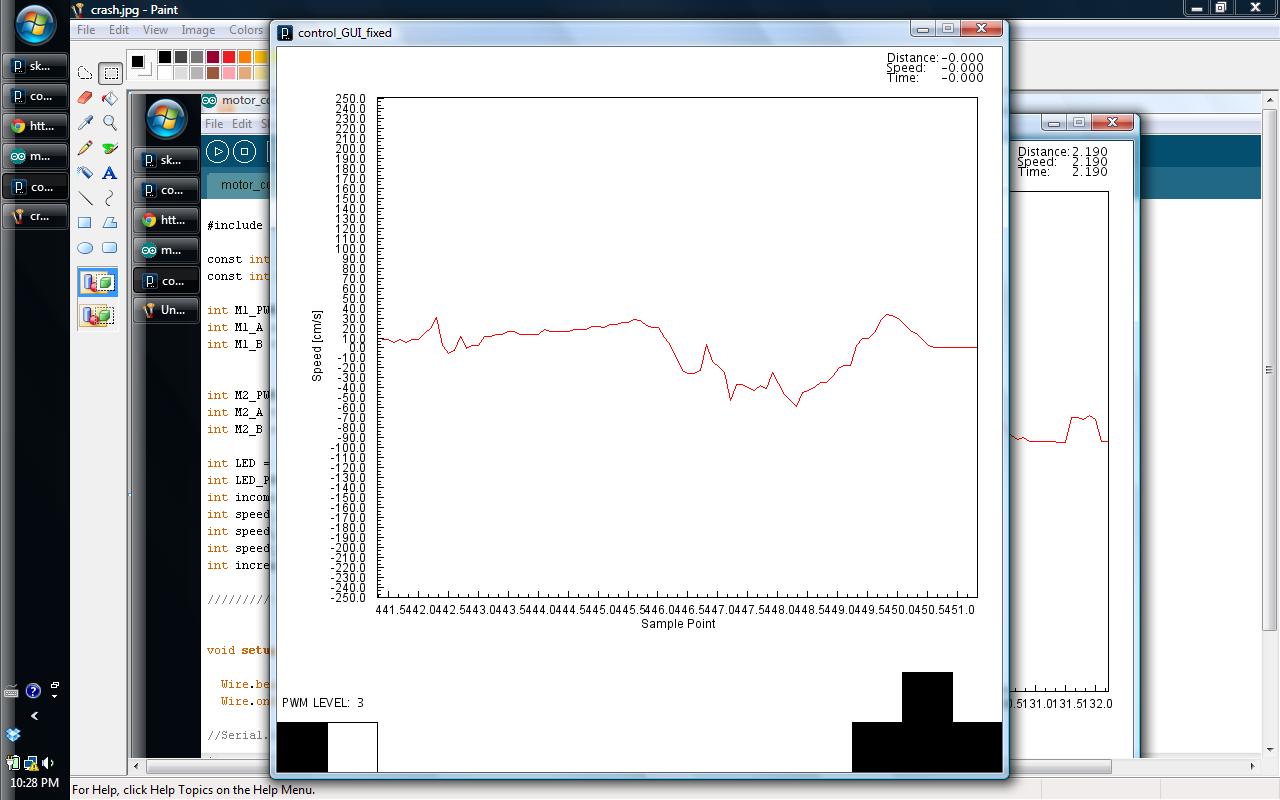 crash.jpg - Paint
File Edit View Image Colors
sk...
co...
htt...
m...
co...
cr...
10:28 PM
motor_co
File Edit S
sk...
co...
htt...
m...
co...
Un...
motor_co
#include
const int
const int
int M1_PW
int M1_A
int M1_B
int M2_PW
int M2_A
int M2_B
int LED =
int LED_P
int incom
int speed
int speed
int speed
int incre
/////////
void setu
Wire.be
Wire.on
//Serial.
control_GUI_fixed
Distance: -0.000
Speed: -0.000
Time: -0.000
250.0
240.0
230.0
220.0
210.0
200.0
190.0
180.0
170.0
160.0
150.0
140.0
130.0
120.0
110.0
100.0
90.0
80.0
70.0
60.0
50.0
40.0
30.0
20.0
10.0
0.0
-10.0
-20.0
-30.0
-40.0
-50.0
-60.0
-70.0
-80.0
-90.0
-100.0
-110.0
-120.0
-130.0
-140.0
-150.0
-160.0
-170.0
-180.0
-190.0
-200.0
-210.0
-220.0
-230.0
-240.0
-250.0
Speed [cm/s]
441.5442.0442.5443.0443.5444.0444.5445.0445.5446.0446.5447.0447.5448.0448.5449.0449.5450.0450.5451.0
Sample Point
PWM LEVEL: 3
Distance: 2.190
Speed: 2.190
Time: 2.190
0.5131.0131.5132.0
For Help, click Help Topics on the Help Menu.